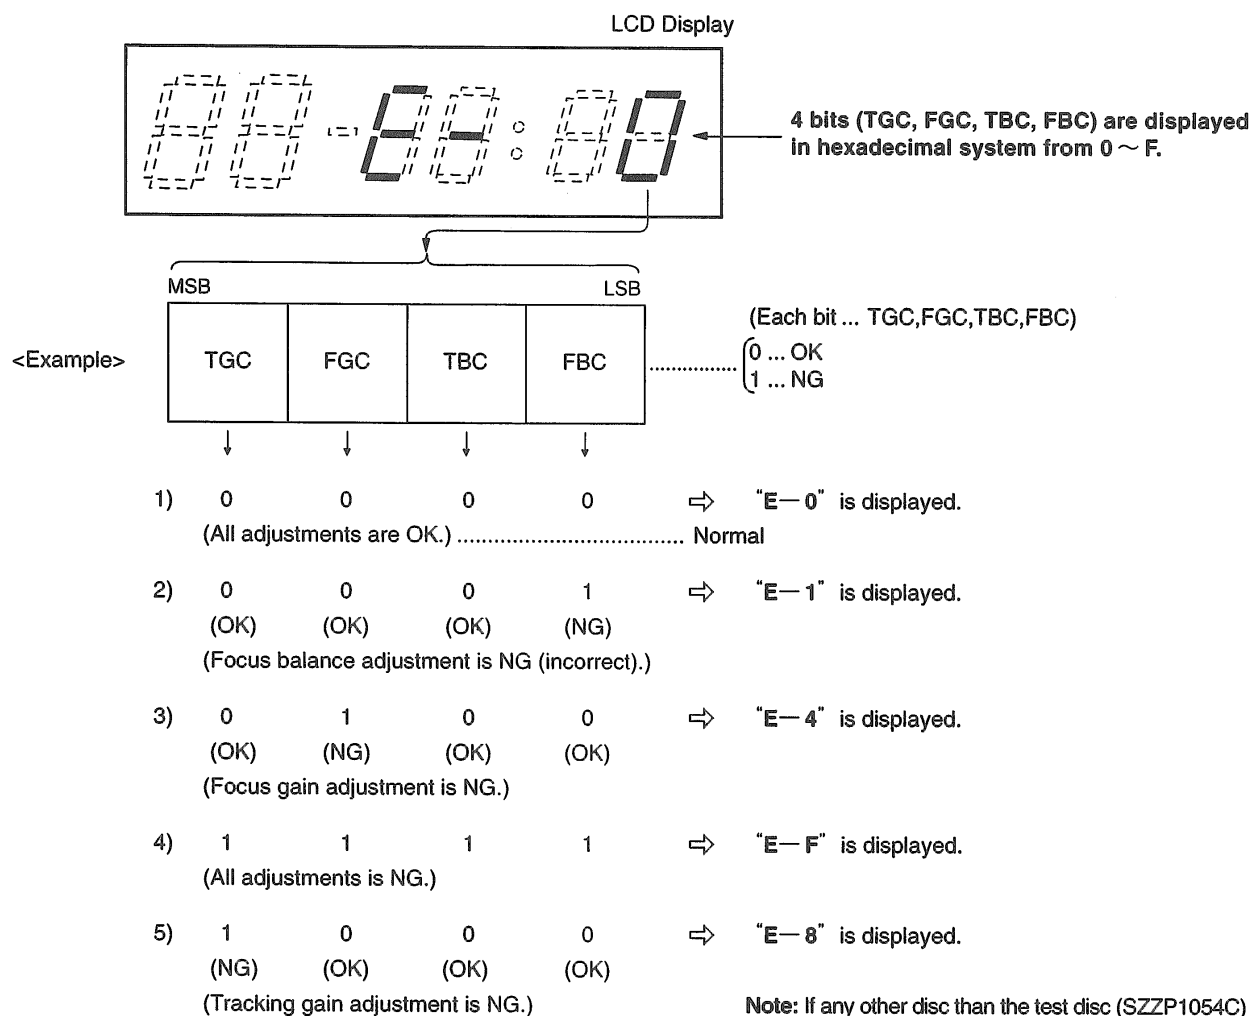 LCD Display
4 bits (TGC, FGC, TBC, FBC) are displayed
in hexadecimal system from 0 ~ F.
MSB LSB
(Each bit ... TGC,FGC,TBC,FBC)
<Example> TGC FGC TBC FBC ................ 0 ... OK
1 ... NG
1) 0 0 0 0 ⇨ “E—0” is displayed.
(All adjustments are OK.) ..................................... Normal
2) 0 0 0 1 ⇨ “E—1” is displayed.
(OK) (OK) (OK) (NG)
(Focus balance adjustment is NG (incorrect).)
3) 0 1 0 0 ⇨ “E—4” is displayed.
(OK) (NG) (OK) (OK)
(Focus gain adjustment is NG.)
4) 1 1 1 1 ⇨ “E—F” is displayed.
(All adjustments is NG.)
5) 1 0 0 0 ⇨ “E—8” is displayed.
(NG) (OK) (OK) (OK)
(Tracking gain adjustment is NG.) Note: If any other disc than the test disc (SZZP1054C)